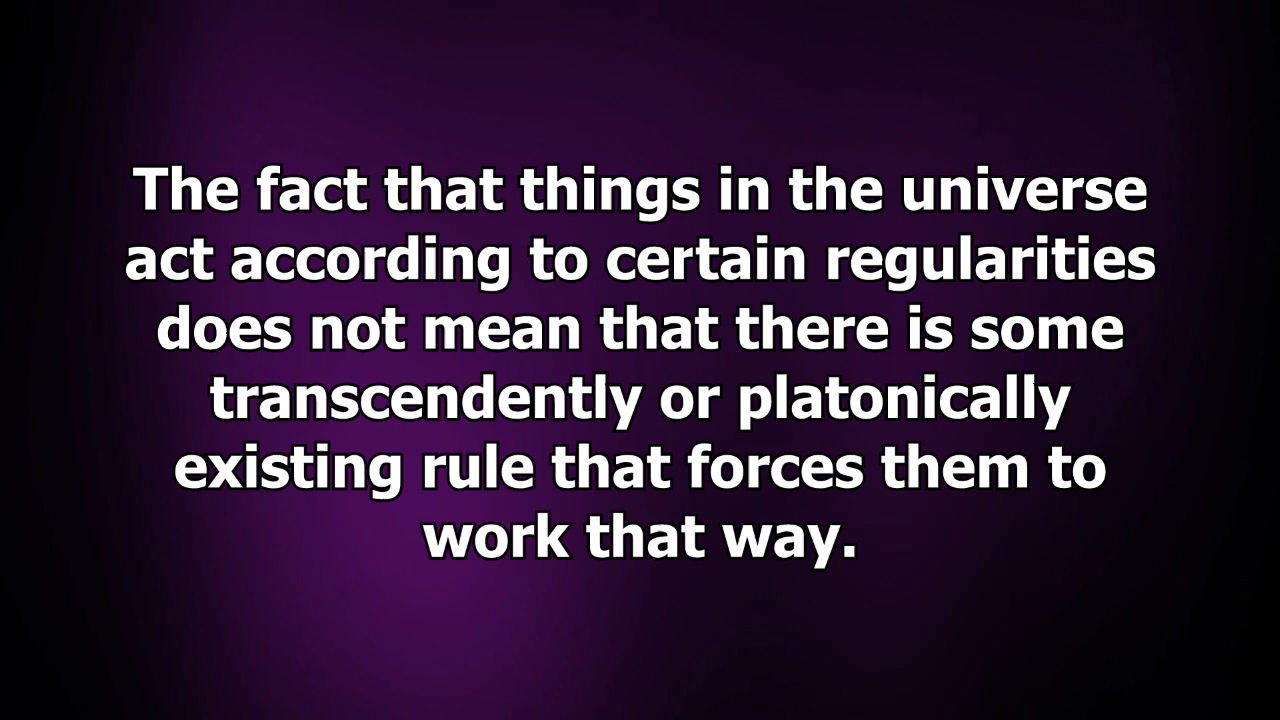 The fact that things in the universe
act according to certain regularities
does not mean that there is some
transcendently or platonically
existing rule that forces them to
work that way.